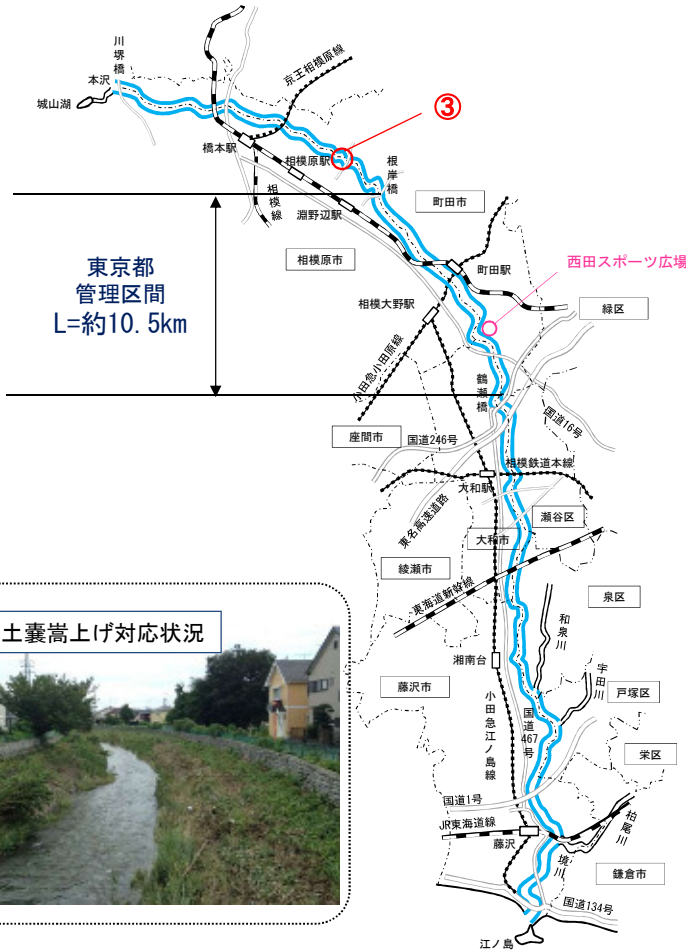 川堺橋
本沢
城山湖
京王相模原線
③
橋本駅
相模原駅
根岸橋
相模線
淵野辺駅
町田市
東京都
管理区間
L=約10.5km
相模原市
町田駅
西田スポーツ広場
相模大野駅
緑区
小田急小田原線
鶴瀬橋
国道16号
座間市
国道246号
相模鉄道本線
大和駅
東名高速道路
瀬谷区
大和市
綾瀬市
東海道新幹線
泉区
和泉川
土嚢嵩上げ対応状況
湘南台
宇田川
藤沢市
戸塚区
小田急江ノ島線
国道467号
栄区
国道1号
JR東海道線
藤沢
柏尾川
境川
鎌倉市
国道134号
江ノ島